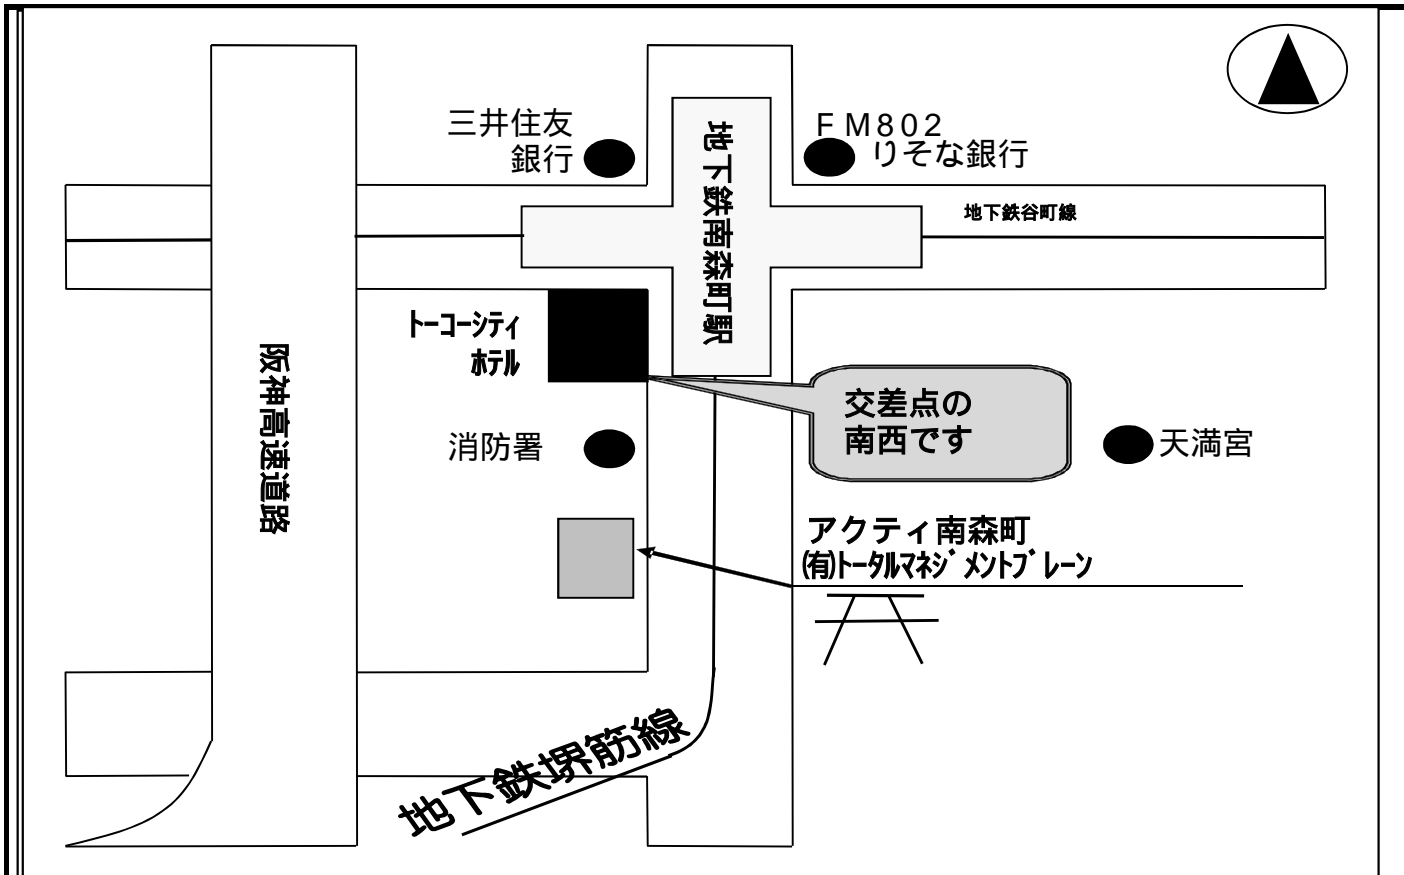 三井住友
銀行
ＦＭ802
りそな銀行
地下鉄南森町駅
地下鉄谷町線
トーコーシティ
ホテル
阪神高速道路
交差点の
南西です
消防署
天満宮
アクティ南森町
(有)トータルマネジﾞメントブﾞレーン
地下鉄堺筋線